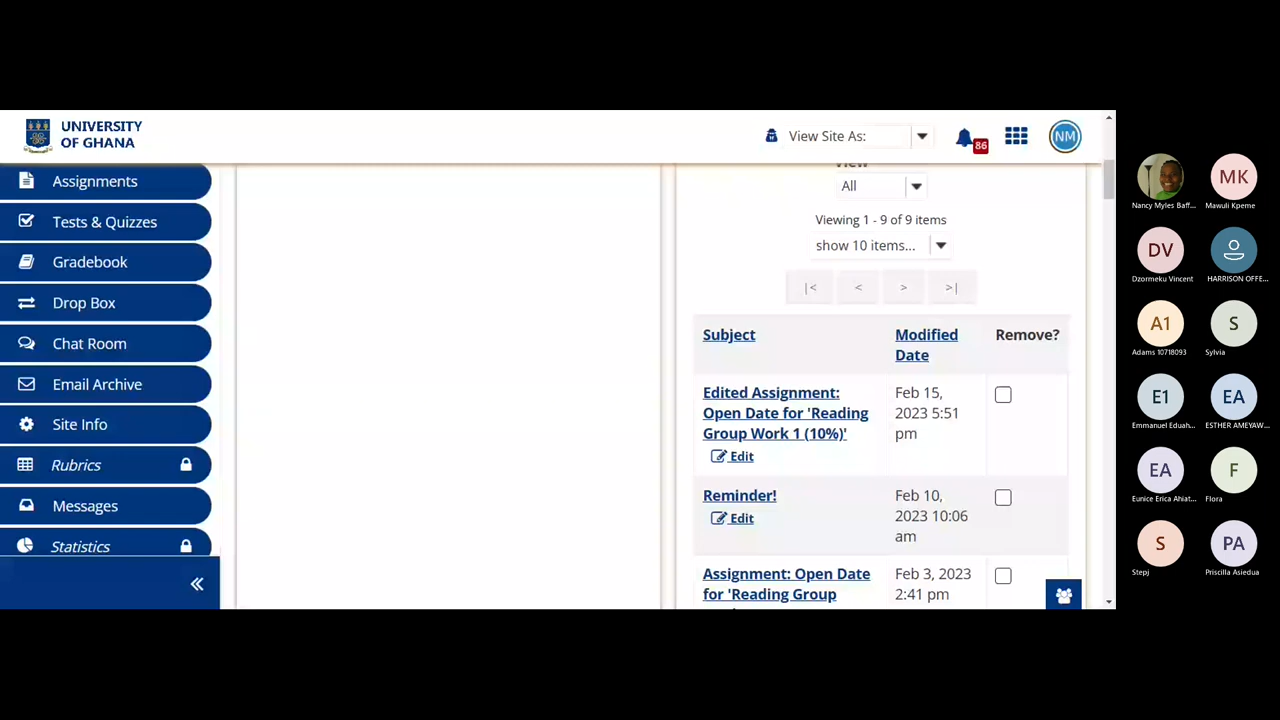 UNIVERSITY
OF GHANA
View Site As:
86
NM
Assignments
Tests & Quizzes
Gradebook
Drop Box
Chat Room
Email Archive
Site Info
Rubrics
Messages
Statistics
View
All
Viewing 1 - 9 of 9 items
show 10 items...
|<
<
>
>|
Subject
Modified
Date
Remove?
Edited Assignment:
Open Date for 'Reading
Group Work 1 (10%)'
Edit
Feb 15,
2023 5:51
pm
Reminder!
Edit
Feb 10,
2023 10:06
am
Assignment: Open Date
for 'Reading Group
Feb 3, 2023
2:41 pm
Nancy Myles Baff...
MK
Mawuli Kpeme
DV
Dzormeku Vincent
HARRISON OFFE...
A1
Adams 10718093
S
Sylvia
E1
Emmanuel Eduah...
EA
ESTHER AMEYAW...
EA
Eunice Erica Ahiat...
F
Flora
S
Stepj
PA
Priscilla Asiedua